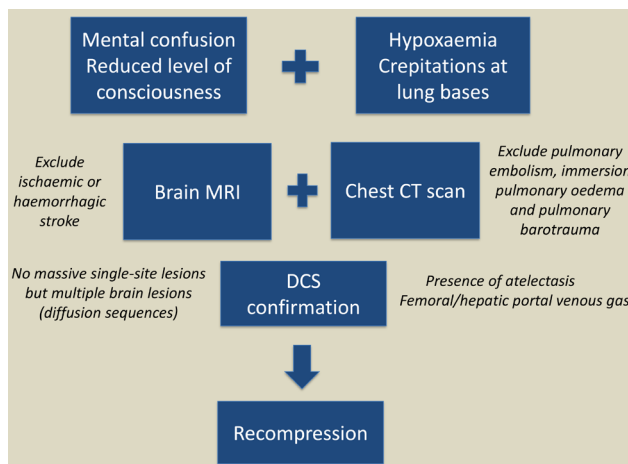 Mental confusion
Reduced level of
consciousness
Hypoxaemia
Crepitations at
lung bases
Exclude
ischaemic or
haemorrhagic
stroke
Brain MRI
Chest CT scan
Exclude pulmonary
embolism, immersion
pulmonary oedema
and pulmonary
barotrauma
No massive single-site lesions
but multiple brain lesions
(diffusion sequences)
DCS
confirmation
Presence of atelectasis
Femoral/hepatic portal venous gas
Recompression